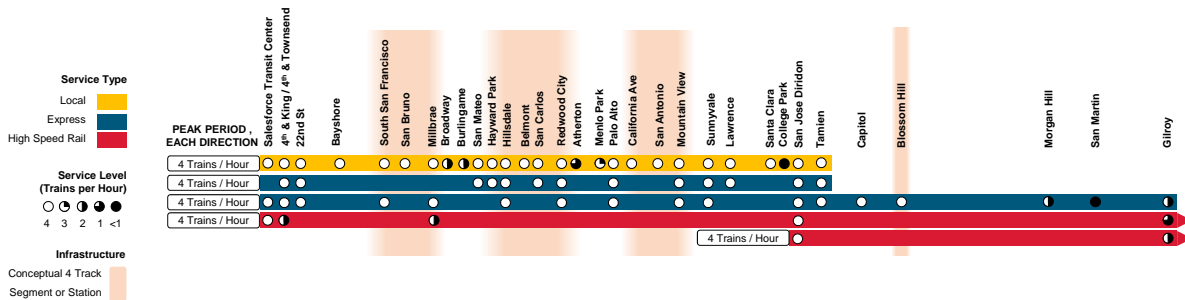 Service Type
Local
Express
High Speed Rail
Service Level
(Trains per Hour)
4 3 2 1 <1
Infrastructure
Conceptual 4 Track
Segment or Station
PEAK PERIOD ,
EACH DIRECTION
Salesforce Transit Center
4th & King / 4th & Townsend
22nd St
Bayshore
South San Francisco
San Bruno
Millbrae
Broadway
Burlingame
San Mateo
Hayward Park
Hillsdale
Belmont
San Carlos
Redwood City
Atherton
Menlo Park
Palo Alto
California Ave
San Antonio
Mountain View
Sunnyvale
Lawrence
Santa Clara
College Park
San Jose Diridon
Tamien
Capitol
Blossom Hill
Morgan Hill
San Martin
Gilroy
4 Trains / Hour
4 Trains / Hour
4 Trains / Hour
4 Trains / Hour
4 Trains / Hour